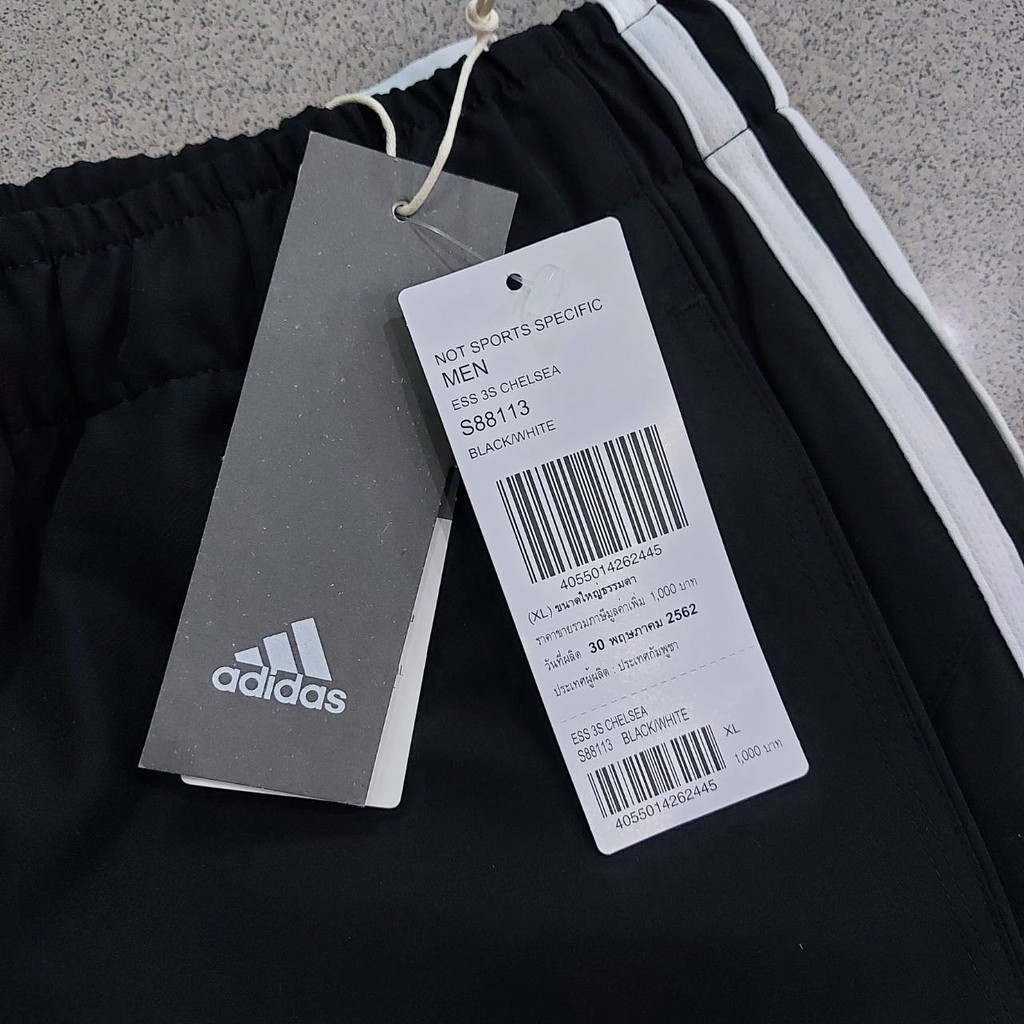 adidas
NOT SPORTS SPECIFIC
MEN
ESS 3S CHELSEA
S88113
BLACK/WHITE
4055014262445
(XL) ขนาดใหญ่ธรรมดา
ราคาขายรวมภาษีมูลค่าเพิ่ม 1,000 บาท
วันที่ผลิต 30 พฤษภาคม 2562
ประเทศผู้ผลิต : ประเทศกัมพูชา
ESS 3S CHELSEA
S88113 BLACK/WHITE XL
4055014262445 1,000 บาท